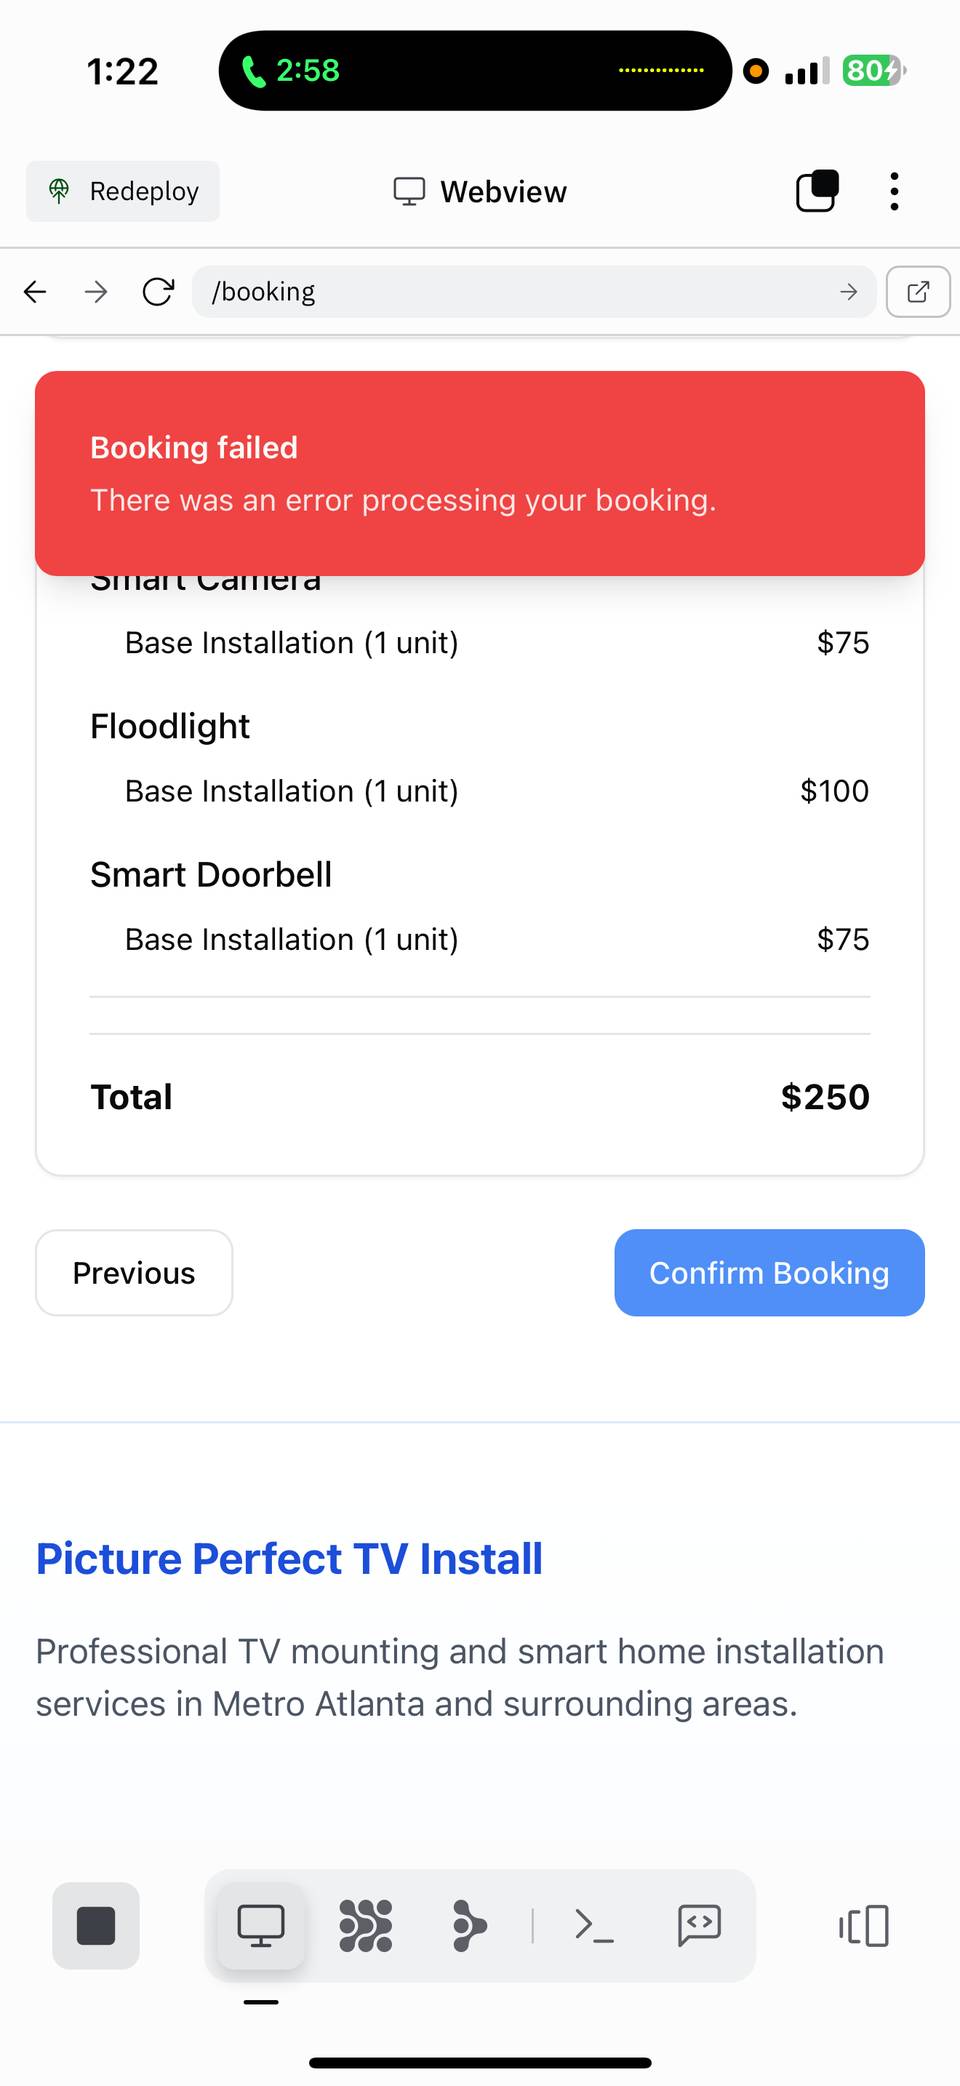 1:22
2:58
80
Redeploy
Webview
/booking
Booking failed
There was an error processing your booking.
Smart Camera
Base Installation (1 unit) $75
Floodlight
Base Installation (1 unit) $100
Smart Doorbell
Base Installation (1 unit) $75
Total $250
Previous
Confirm Booking
Picture Perfect TV Install
Professional TV mounting and smart home installation
services in Metro Atlanta and surrounding areas.